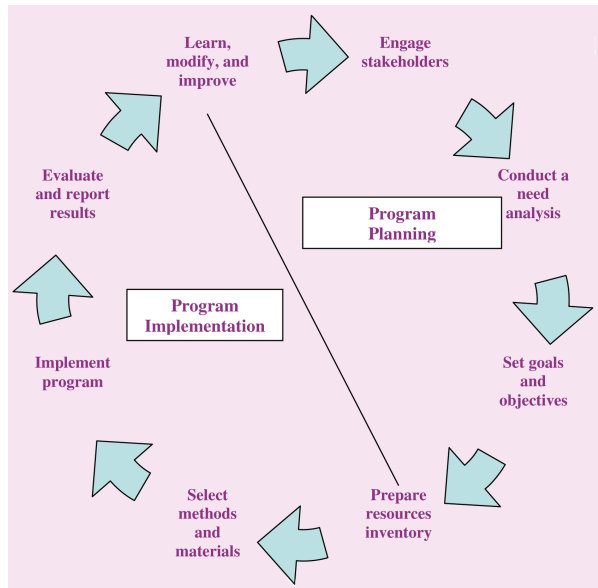 Learn,
modify, and
improve
Engage
stakeholders
Conduct a
need
analysis
Set goals
and
objectives
Prepare
resources
inventory
Select
methods
and
materials
Implement
program
Evaluate
and report
results
Program
Planning
Program
Implementation